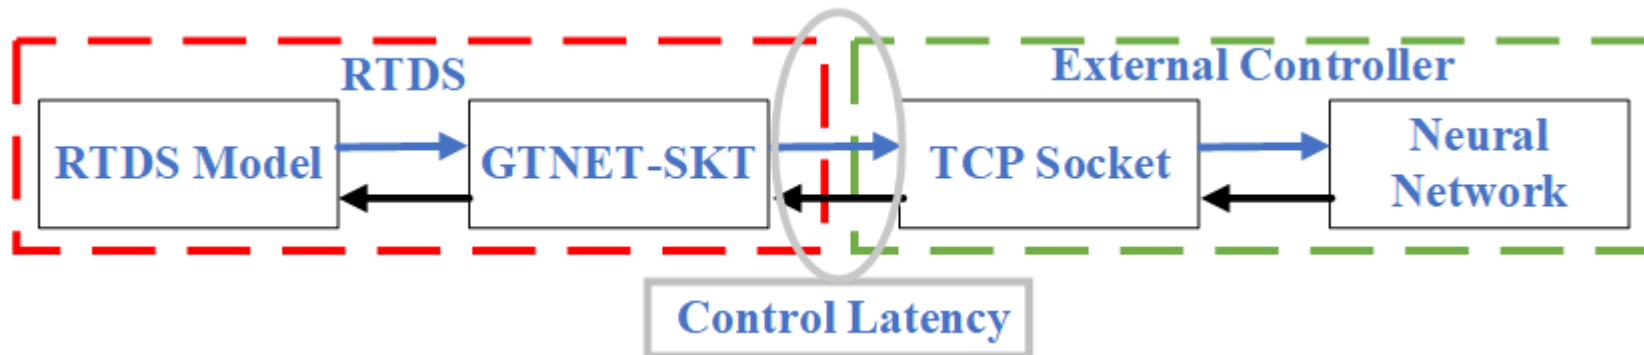 RTDS
External Controller
RTDS Model
GTNET-SKT
TCP Socket
Neural
Network
Control Latency